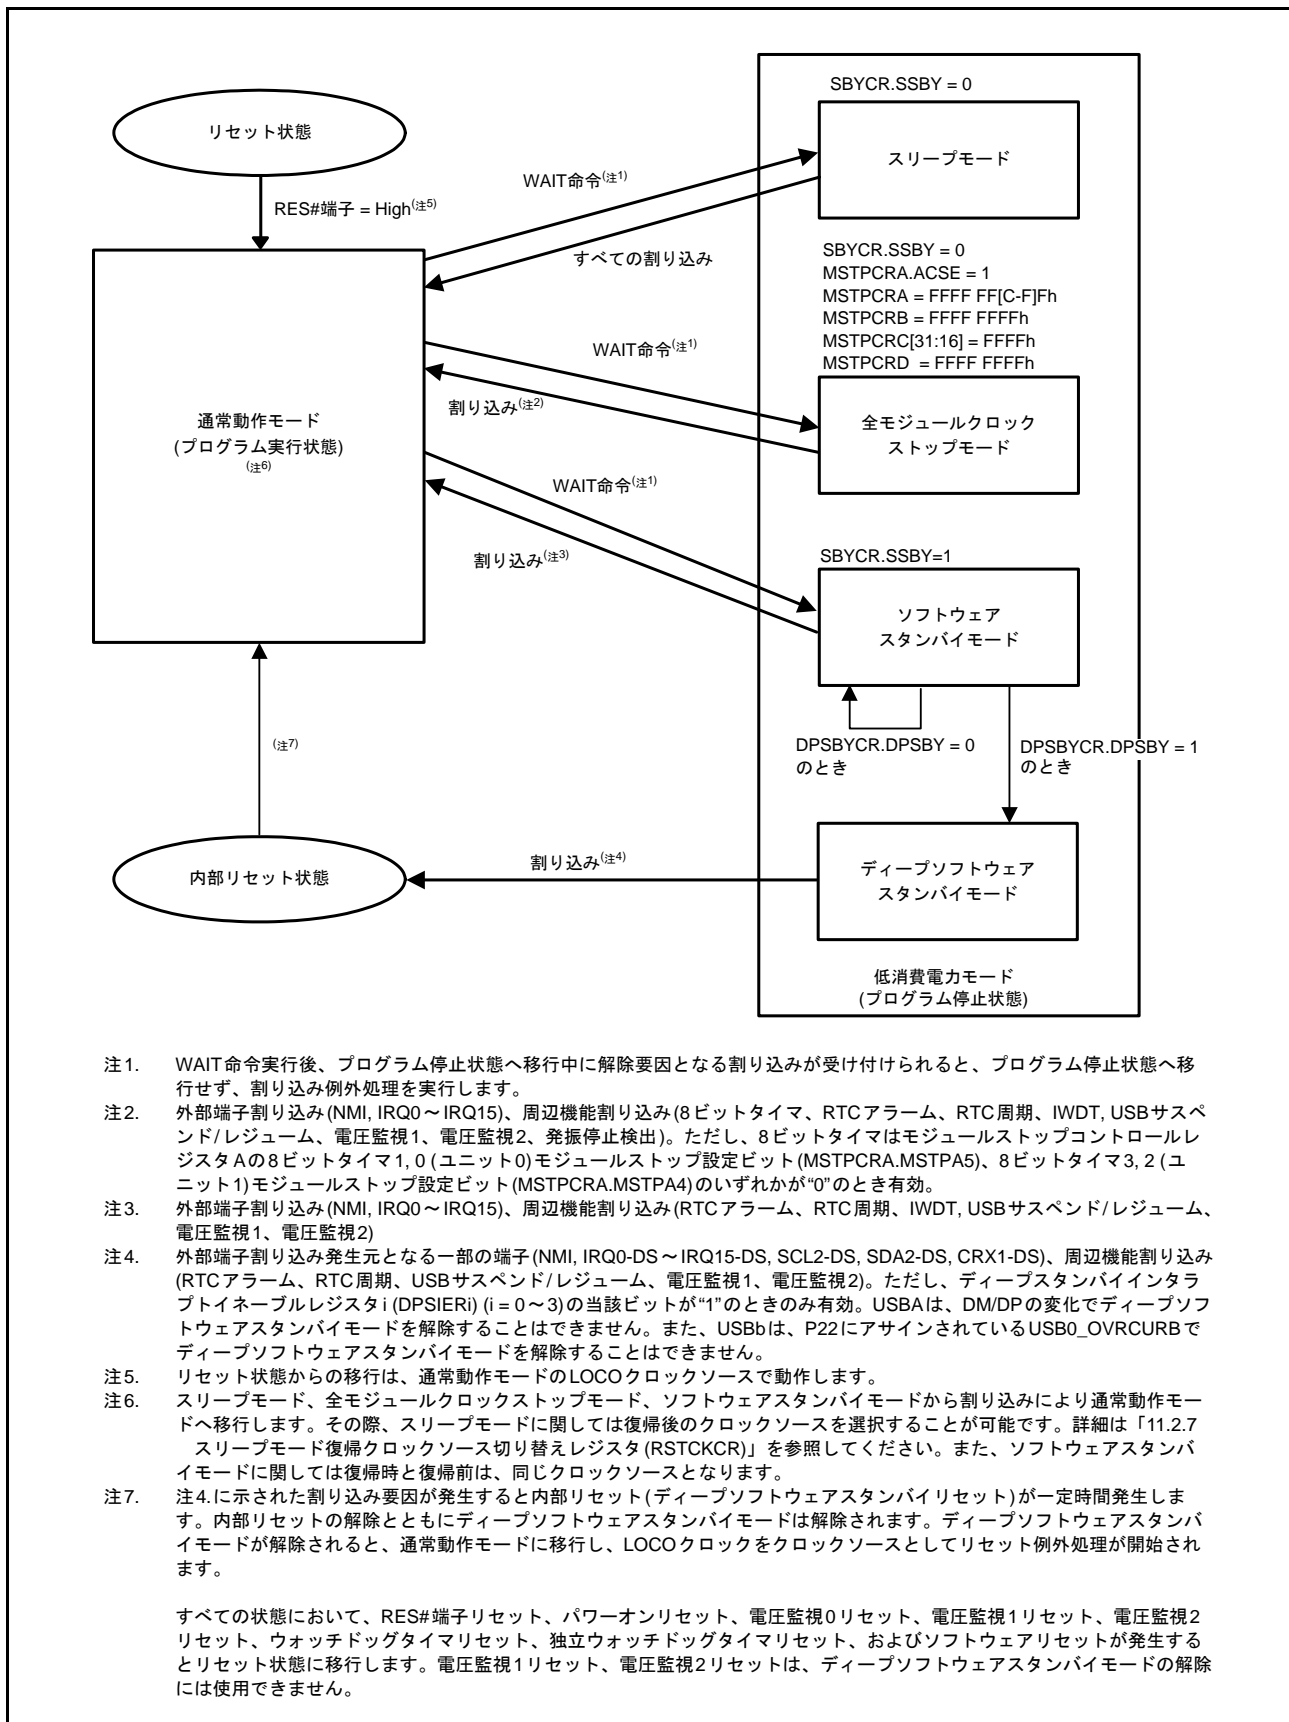 SBYCR.SSBY = 0
リセット状態
スリープモード
WAIT命令(注1)
RES#端子 = High(注5)
すべての割り込み
SBYCR.SSBY = 0
MSTPCRA.ACSE = 1
MSTPCRA = FFFF FF[C-F]Fh
MSTPCRB = FFFF FFFFh
MSTPCRC[31:16] = FFFFh
MSTPCRD = FFFF FFFFh
WAIT命令(注1)
割り込み(注2)
通常動作モード
(プログラム実行状態)
(注6)
全モジュールクロック
ストップモード
WAIT命令(注1)
割り込み(注3)
SBYCR.SSBY=1
ソフトウェア
スタンバイモード
(注7)
DPSBYCR.DPSBY = 0
のとき
DPSBYCR.DPSBY = 1
のとき
内部リセット状態
割り込み(注4)
ディープソフトウェア
スタンバイモード
低消費電力モード
(プログラム停止状態)
注1. WAIT命令実行後、プログラム停止状態へ移行中に解除要因となる割り込みが受け付けられると、プログラム停止状態へ移
行せず、割り込み例外処理を実行します。
注2. 外部端子割り込み(NMI, IRQ0～IRQ15)、周辺機能割り込み(8ビットタイマ、RTCアラーム、RTC周期、IWDT, USBサスペ
ンド/レジューム、電圧監視1、電圧監視2、発振停止検出)。ただし、8ビットタイマはモジュールストップコントロールレ
ジスタAの8ビットタイマ1, 0 (ユニット0)モジュールストップ設定ビット(MSTPCRA.MSTPA5)、8ビットタイマ3, 2 (ユ
ニット1)モジュールストップ設定ビット(MSTPCRA.MSTPA4)のいずれかが“0”のとき有効。
注3. 外部端子割り込み(NMI, IRQ0～IRQ15)、周辺機能割り込み(RTCアラーム、RTC周期、IWDT, USBサスペンド/レジューム、
電圧監視1、電圧監視2)
注4. 外部端子割り込み発生元となる一部の端子(NMI, IRQ0-DS～IRQ15-DS, SCL2-DS, SDA2-DS, CRX1-DS)、周辺機能割り込み
(RTCアラーム、RTC周期、USBサスペンド/レジューム、電圧監視1、電圧監視2)。ただし、ディープスタンバイインタラ
プトイネーブルレジスタi (DPSIERi) (i = 0～3)の当該ビットが“1”のときのみ有効。USBAは、DM/DPの変化でディープソフ
トウェアスタンバイモードを解除することはできません。また、USBbは、P22にアサインされているUSB0_OVRCURBで
ディープソフトウェアスタンバイモードを解除することはできません。
注5. リセット状態からの移行は、通常動作モードのLOCOクロックソースで動作します。
注6. スリープモード、全モジュールクロックストップモード、ソフトウェアスタンバイモードから割り込みにより通常動作モー
ドへ移行します。その際、スリープモードに関しては復帰後のクロックソースを選択することが可能です。詳細は「11.2.7
スリープモード復帰クロックソース切り替えレジスタ(RSTCKCR)」を参照してください。また、ソフトウェアスタンバ
イモードに関しては復帰時と復帰前は、同じクロックソースとなります。
注7. 注4.に示された割り込み要因が発生すると内部リセット(ディープソフトウェアスタンバイリセット)が一定時間発生しま
す。内部リセットの解除とともにディープソフトウェアスタンバイモードは解除されます。ディープソフトウェアスタンバ
イモードが解除されると、通常動作モードに移行し、LOCOクロックをクロックソースとしてリセット例外処理が開始され
ます。
すべての状態において、RES#端子リセット、パワーオンリセット、電圧監視0リセット、電圧監視1リセット、電圧監視2
リセット、ウォッチドッグタイマリセット、独立ウォッチドッグタイマリセット、およびソフトウェアリセットが発生する
とリセット状態に移行します。電圧監視1リセット、電圧監視2リセットは、ディープソフトウェアスタンバイモードの解除
には使用できません。